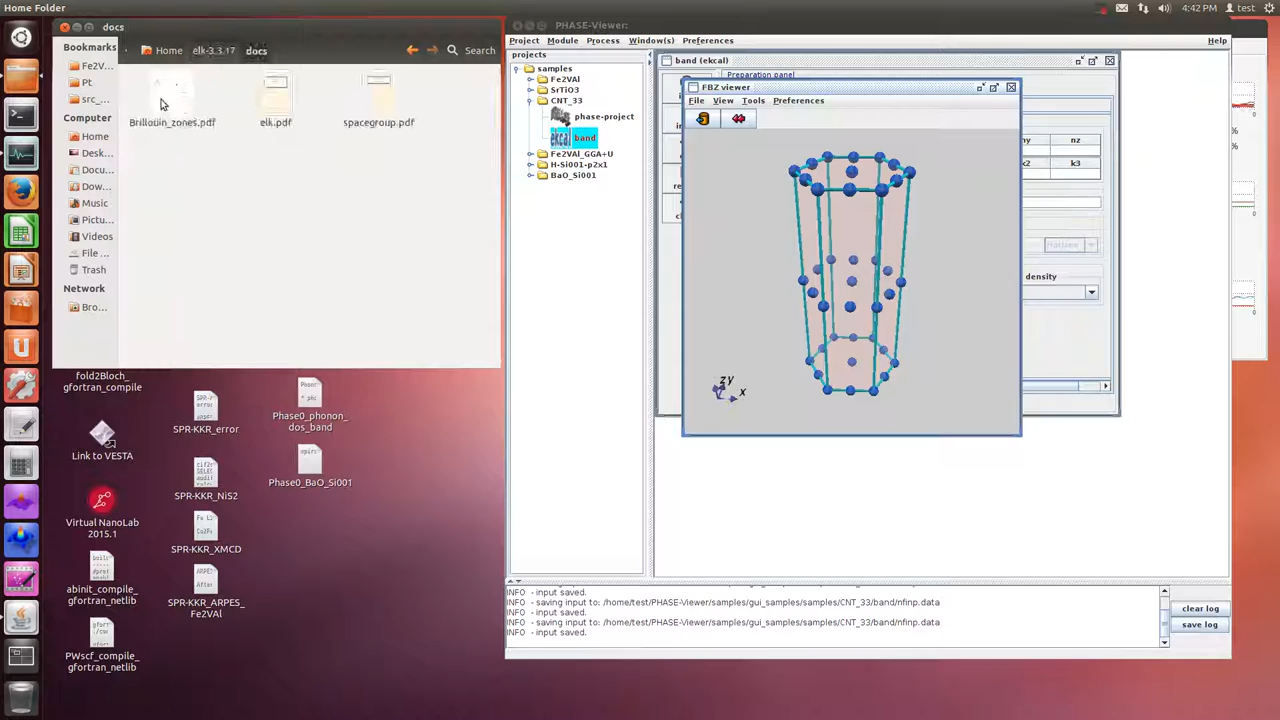 Home Folder
4:42 PM
test
docs
Bookmarks
Fe2V...
Pt
src_...
Computer
Home
Desk...
Docu...
Dow...
Music
Pictu...
Videos
File ...
Trash
Network
Bro...
Home
elk-3.3.17
docs
Search
Brillouin_zones.pdf
elk.pdf
spacegroup.pdf
fold2Bloch_
gfortran_compile
Link to VESTA
Virtual NanoLab
2015.1
abinit_compile_
gfortran_netlib
PWscf_compile_
gfortran_netlib
SPR-KKR_error
SPR-KKR_NiS2
SPR-KKR_XMCD
SPR-KKR_ARPES_
Fe2VAl
Phase0_phonon_
dos_band
Phase0_BaO_Si001
PHASE-Viewer:
Project Module Process Window(s) Preferences Help
projects
samples
Fe2VAl
SrTiO3
CNT_33
phase-project
ekcal band
Fe2VAl_GGA+U
H-Si001-p2x1
BaO_Si001
band (ekcal)
Preparation panel
FBZ viewer
File View Tools Preferences
zy
x
ny nz
k2 k3
density
INFO - input saved.
INFO - saving input to: /home/test/PHASE-Viewer/samples/gui_samples/samples/CNT_33/band/nfinp.data
INFO - input saved.
INFO - saving input to: /home/test/PHASE-Viewer/samples/gui_samples/samples/CNT_33/band/nfinp.data
INFO - input saved.
clear log
save log